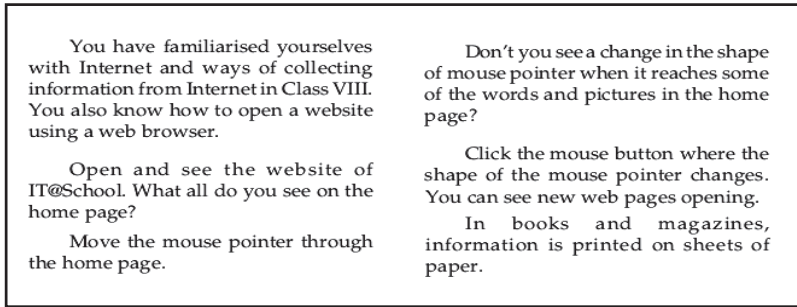 You have familiarised yourselves
with Internet and ways of collecting
information from Internet in Class VIII.
You also know how to open a website
using a web browser.
Open and see the website of
IT@School. What all do you see on the
home page?
Move the mouse pointer through
the home page.
Don't you see a change in the shape
of mouse pointer when it reaches some
of the words and pictures in the home
page?
Click the mouse button where the
shape of the mouse pointer changes.
You can see new web pages opening.
In books and magazines,
information is printed on sheets of
paper.